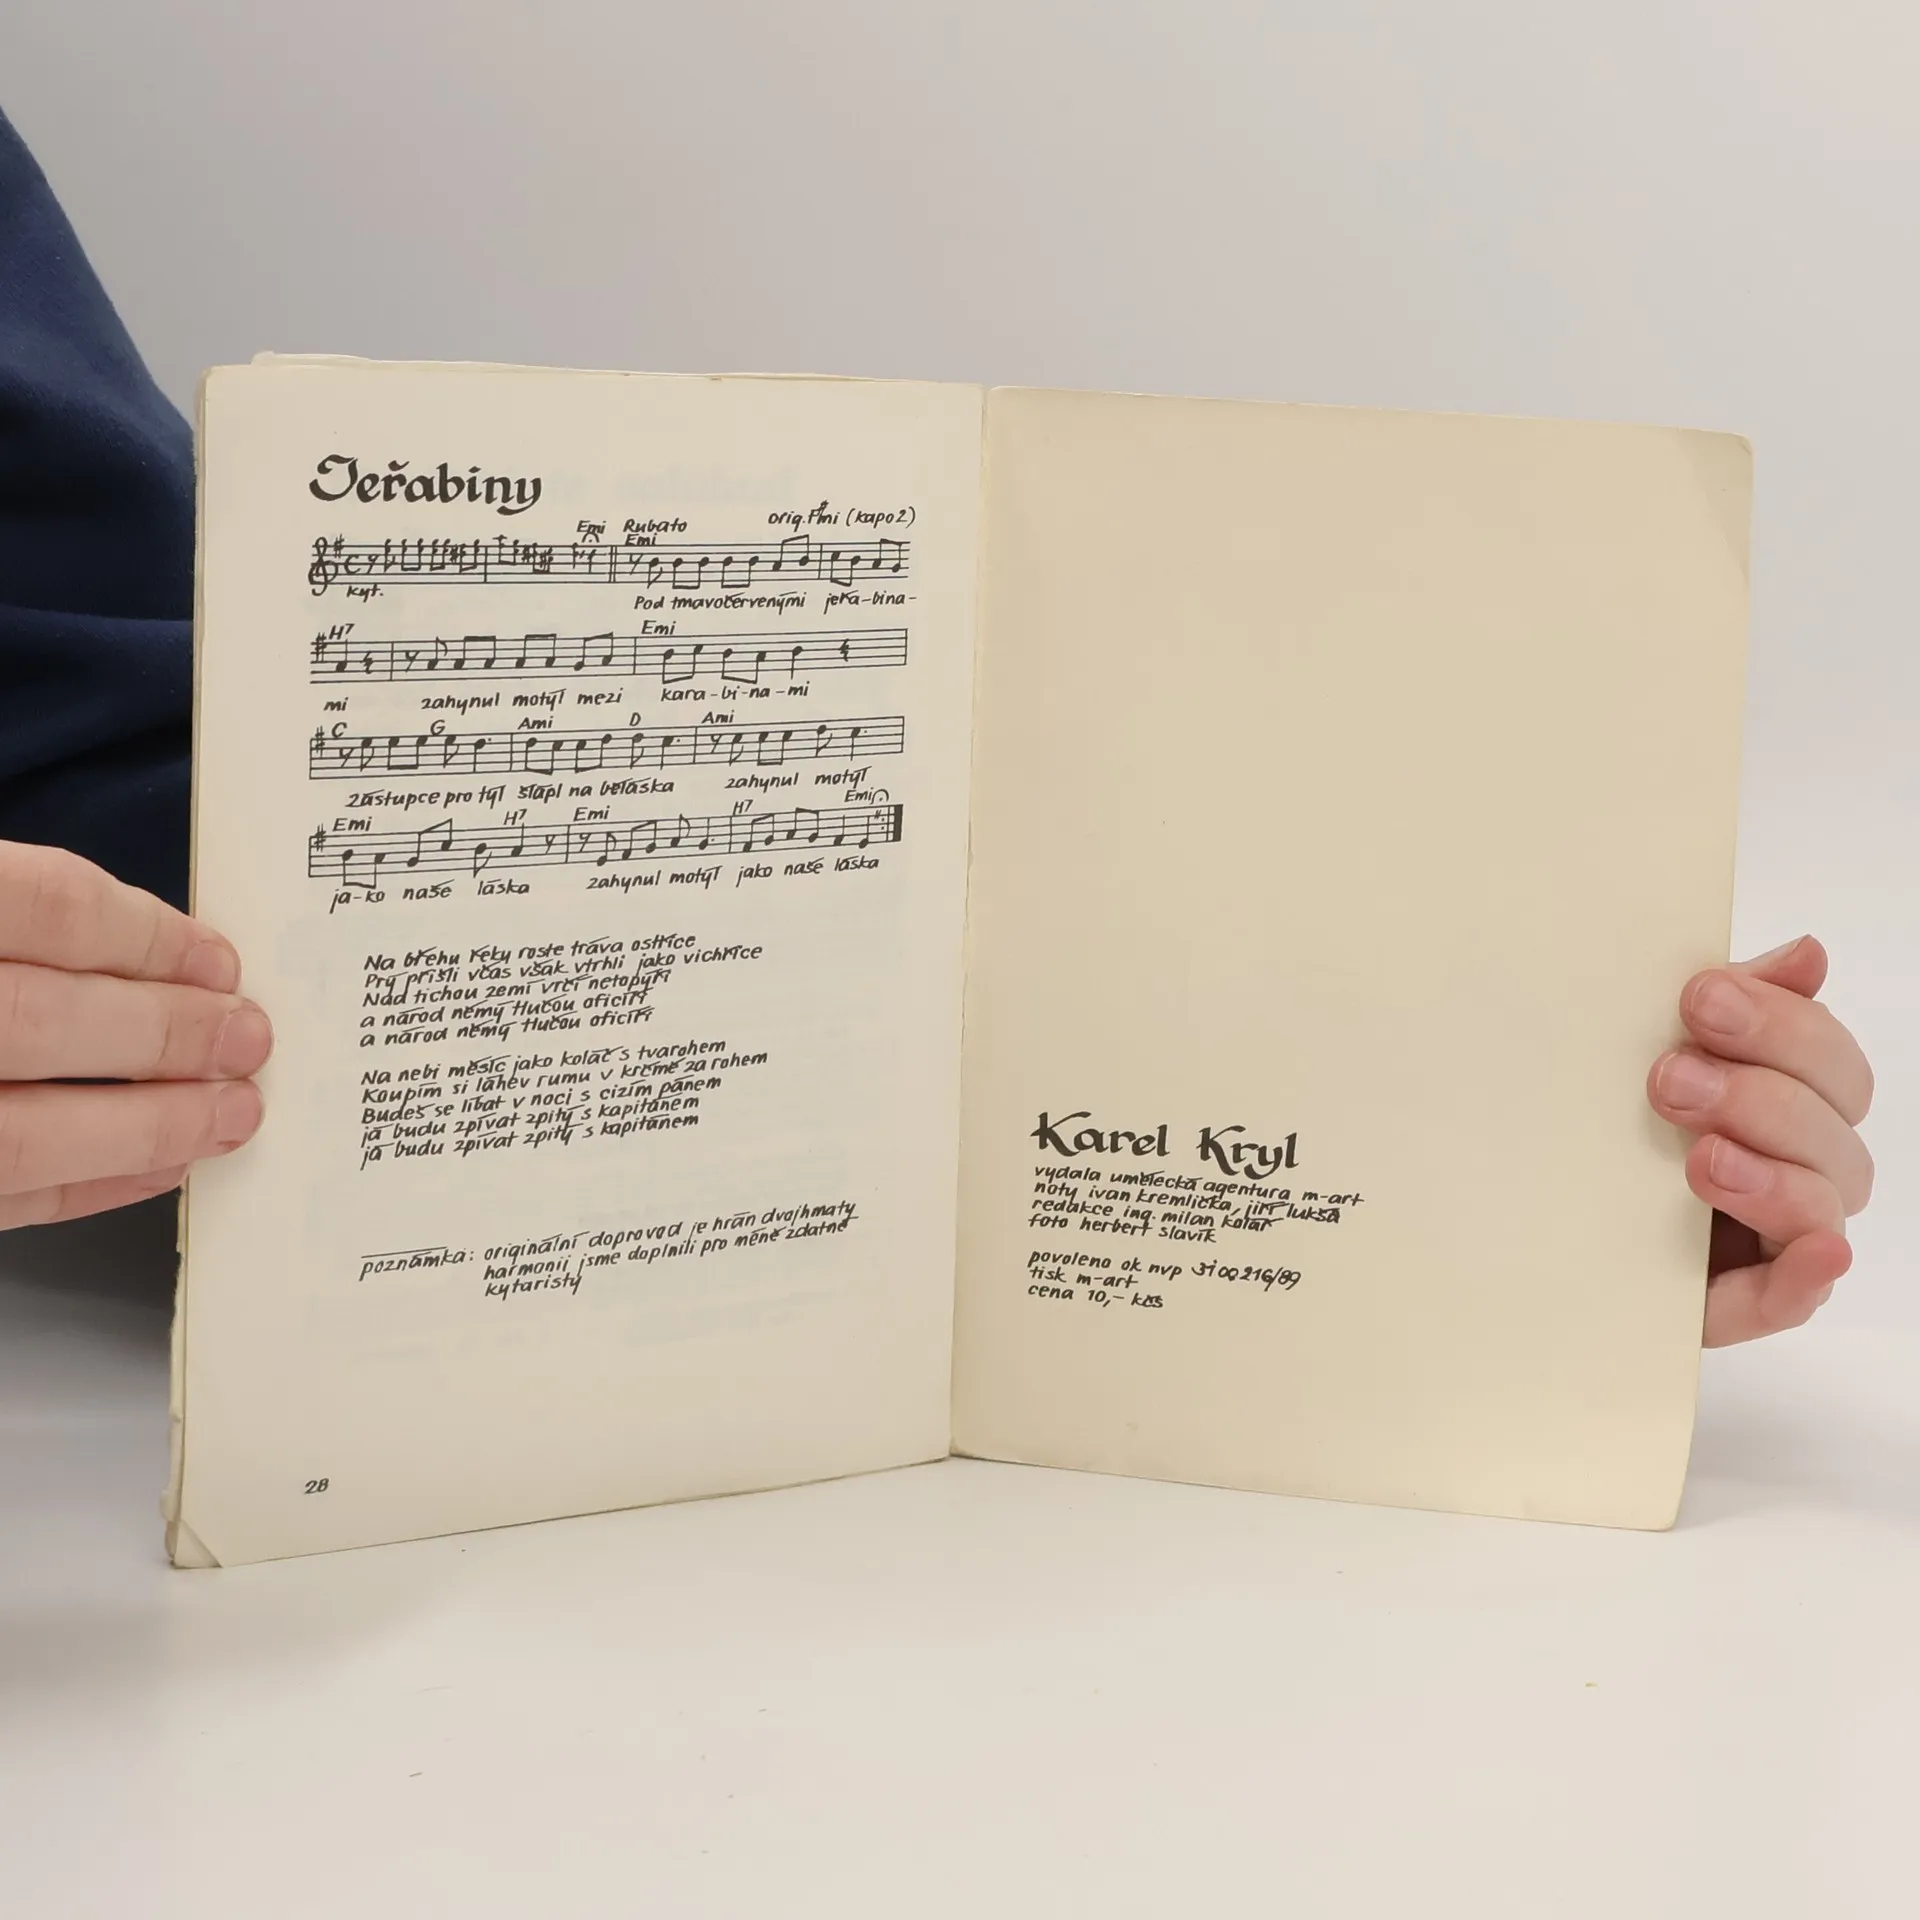 Jeřabiny
Emi Rubato orig.F#mi (kapo2)
Emi
kyt.
Pod tmavočervenými jeřa-bina-
H7 Emi
mi zahynul motýl mezi kara-bi-na-mi
C G Ami D Ami
zástupce pro týl šlápl na běláska zahynul motýl
Emi H7 Emi H7 Emi
ja-ko naše láska zahynul motýl jako naše láska
Na břehu řeky roste tráva ostřice
Prý přišli včas však vtrhli jako vichřice
Nad tichou zemí vrčí netopýři
a národ němý tlučou oficíři
a národ němý tlučou oficíři
Na nebi měsíc jako koláč s tvarohem
Koupím si láhev rumu v krčmě za rohem
Budeš se líbat v noci s cizím pánem
já budu zpívat zpitý s kapitánem
já budu zpívat zpitý s kapitánem
poznámka: originální doprovod je hrán dvojhmaty
harmonii jsme doplnili pro méně zdatné
kytaristy
28
Karel Kryl
vydala umělecká agentura m-art
noty ivan kremlička, jiří lukša
redakce ing. milan kolář
foto herbert slavík
povoleno ok nvp 3100216/89
tisk m-art
cena 10,- kčs